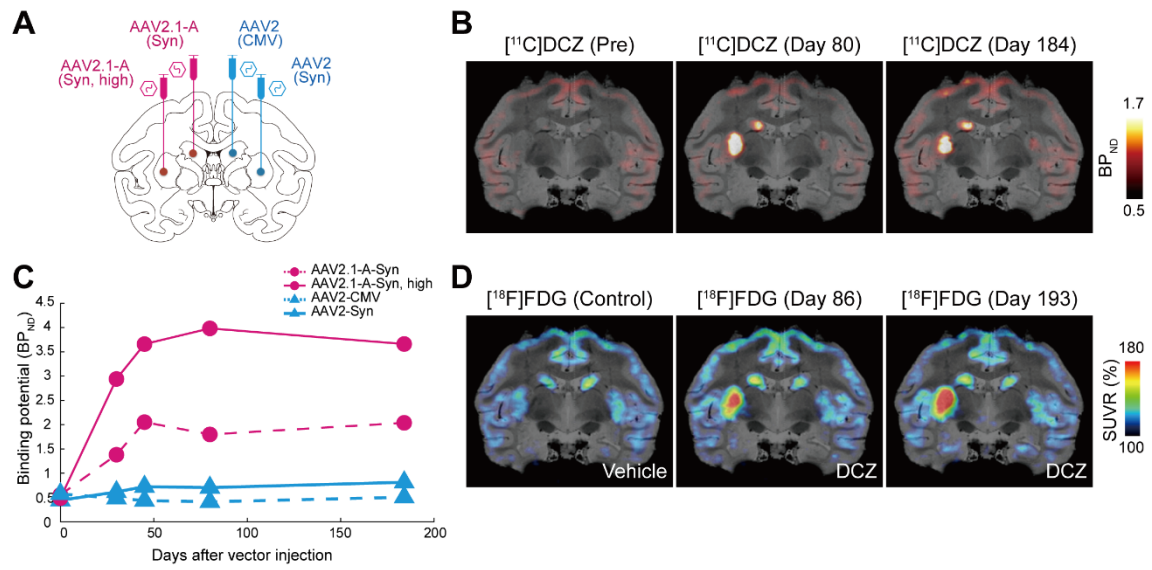 A
AAV2.1-A
(Syn)
AAV2
(CMV)
AAV2.1-A
(Syn, high)
AAV2
(Syn)
B
[¹¹C]DCZ (Pre)
[¹¹C]DCZ (Day 80)
[¹¹C]DCZ (Day 184)
1.7
BP_ND
0.5
C
AAV2.1-A-Syn
AAV2.1-A-Syn, high
AAV2-CMV
AAV2-Syn
Binding potential (BP_ND)
4.5
4
3.5
3
2.5
2
1.5
1
0.5
0
0
50
100
150
200
Days after vector injection
D
[¹⁸F]FDG (Control)
[¹⁸F]FDG (Day 86)
[¹⁸F]FDG (Day 193)
Vehicle
DCZ
DCZ
180
SUVR (%)
100